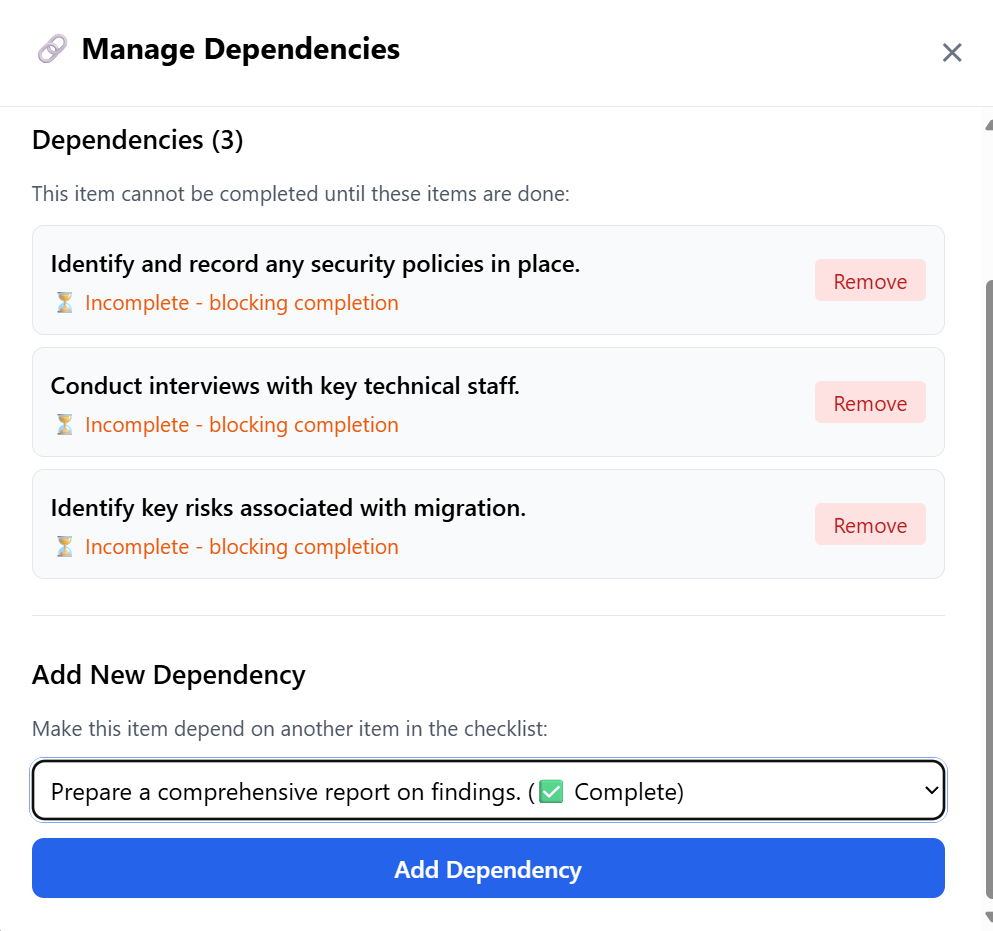 Manage Dependencies
Dependencies (3)
This item cannot be completed until these items are done:
Identify and record any security policies in place.
Incomplete - blocking completion
Remove
Conduct interviews with key technical staff.
Incomplete - blocking completion
Remove
Identify key risks associated with migration.
Incomplete - blocking completion
Remove
Add New Dependency
Make this item depend on another item in the checklist:
Prepare a comprehensive report on findings. (✅ Complete)
Add Dependency